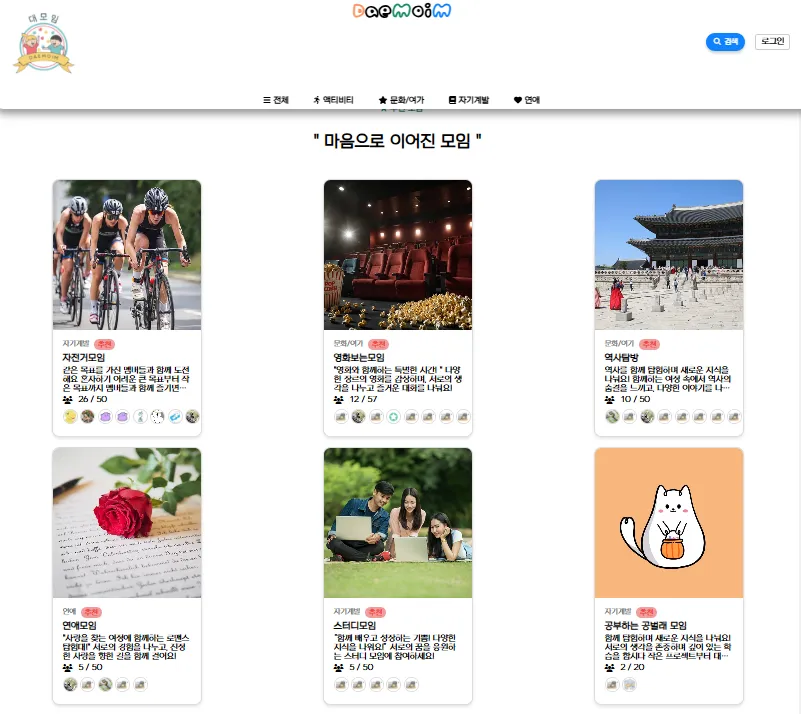 대모임
DAEMOIM
DaeMoiM
검색
로그인
전체
액티비티
문화/여가
자기계발
연애
" 마음으로 이어진 모임 "
자기계발 추천
자전거모임
같은 목표를 가진 멤버들과 함께 도전
해요 혼자하기 어려운 큰 목표부터 작
은 목표까지 멤버들과 함께 즐기면...
26 / 50
문화/여가 추천
영화보는모임
"영화와 함께하는 특별한 시간! " 다양
한 장르의 영화를 감상하며, 서로의 생
각을 나누고 즐거운 대화를 나눠요!
12 / 57
POP
CORN
문화/여가 추천
역사탐방
역사를 함께 탐험하며 새로운 지식을
나눠요! 함께하는 여정 속에서 역사의
숨결을 느끼고, 다양한 이야기를 나...
10 / 50
연애 추천
연애모임
"사랑을 찾는 여정에 함께하는 로맨스
탐험대!" 서로의 경험을 나누고, 진정
한 사랑을 향한 길을 함께 걸어요!
5 / 50
자기계발 추천
스터디모임
"함께 배우고 성장하는 기쁨! 다양한
지식을 나눠요!" 서로의 꿈을 응원하
는 스터디 모임에 참여하세요!
5 / 50
자기계발 추천
공부하는 공벌래 모임
함께 탐험하며 새로운 지식을 나눠요!
서로의 생각을 존중하며 깊이 있는 학
습을 합시다 작은 프로젝트부터 대...
2 / 20